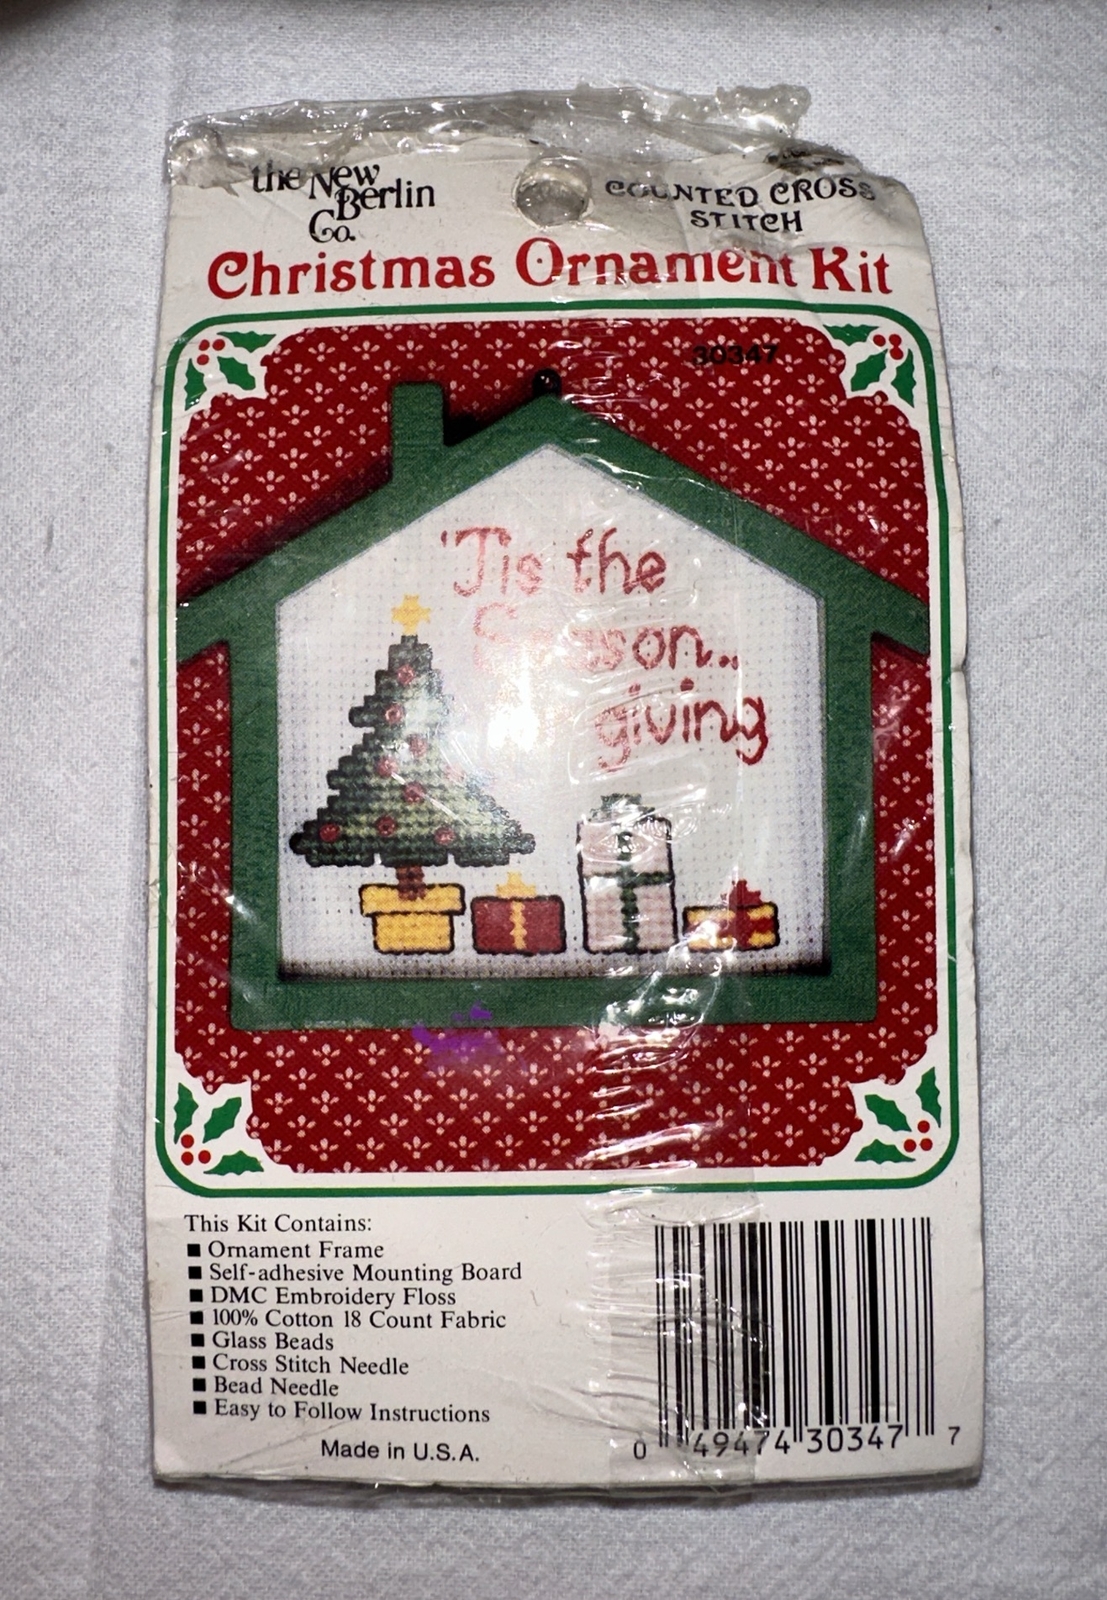 the New
Berlin
Co.
COUNTED CROSS
STITCH
Christmas Ornament Kit
30347
'Tis the
Season..
giving
This Kit Contains:
■ Ornament Frame
■ Self-adhesive Mounting Board
■ DMC Embroidery Floss
■ 100% Cotton 18 Count Fabric
■ Glass Beads
■ Cross Stitch Needle
■ Bead Needle
■ Easy to Follow Instructions
Made in U.S.A.
0 49474 30347 7